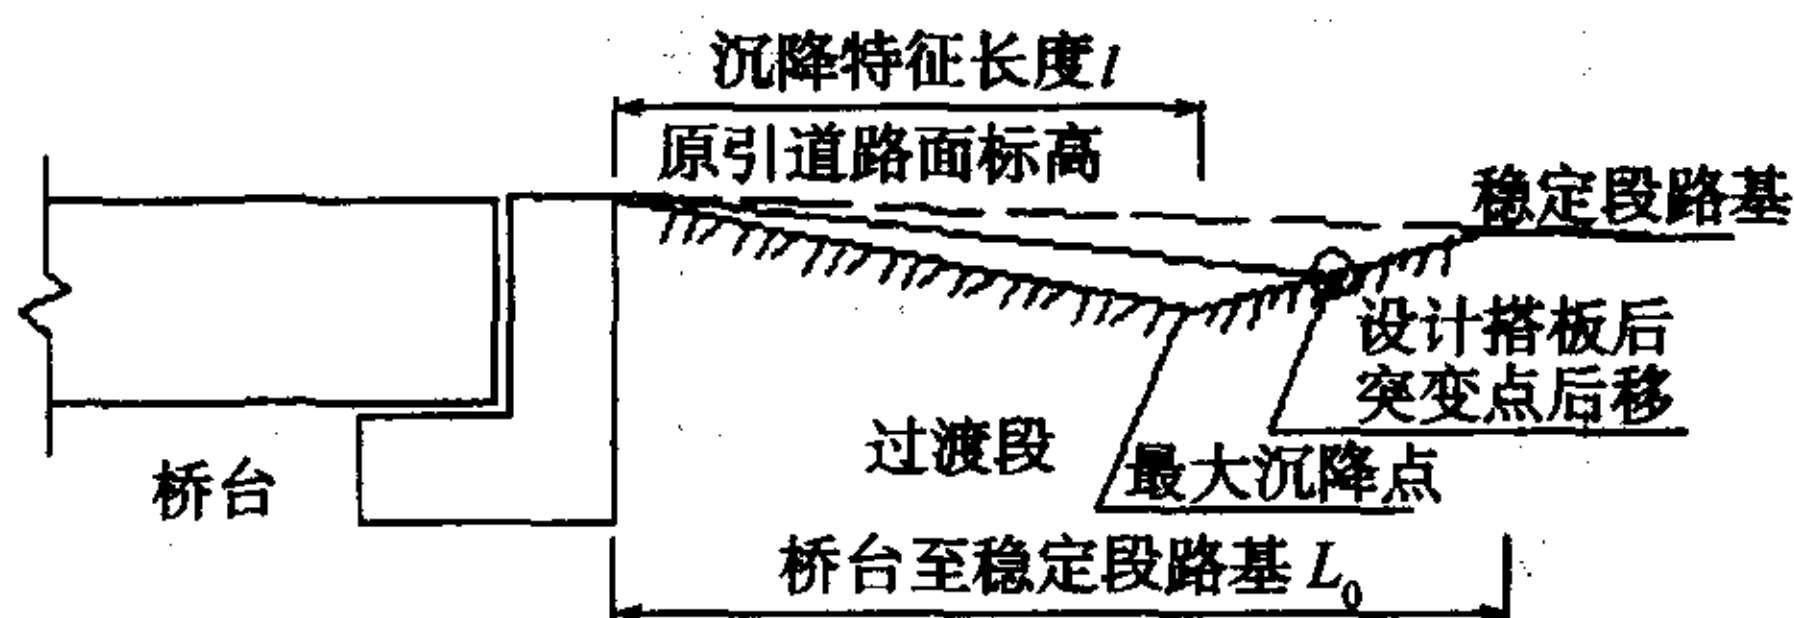 沉降特征长度l
原引道路面标高
稳定段路基
设计搭板后
突变点后移
过渡段
最大沉降点
桥台
桥台至稳定段路基 L₀